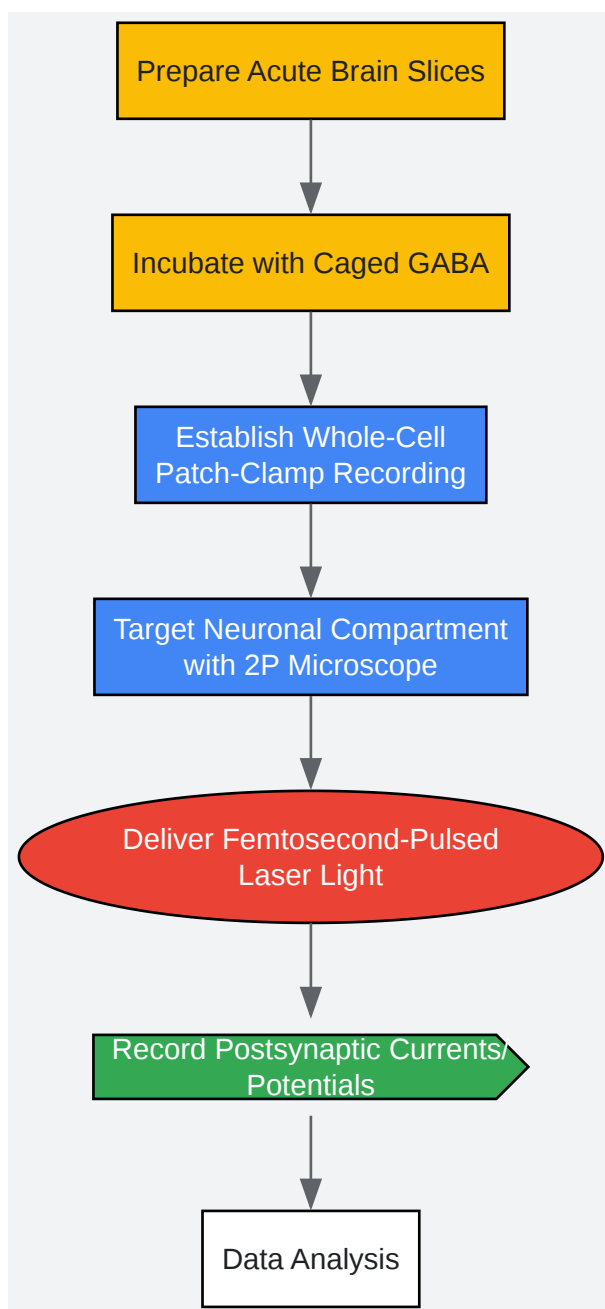 Prepare Acute Brain Slices
Incubate with Caged GABA
Establish Whole-Cell
Patch-Clamp Recording
Target Neuronal Compartment
with 2P Microscope
Deliver Femtosecond-Pulsed
Laser Light
Record Postsynaptic Currents/
Potentials
Data Analysis